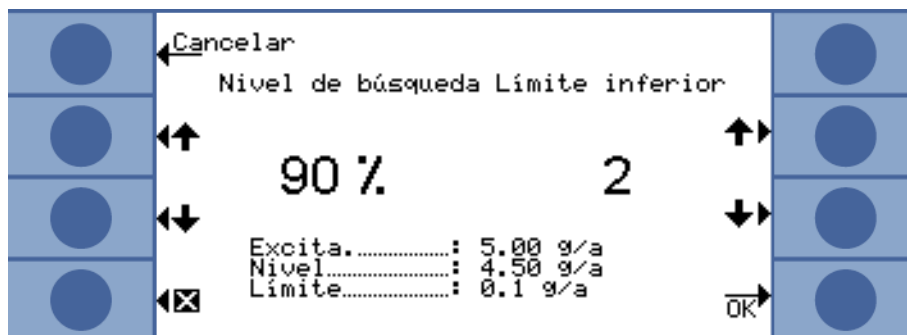 Cancelar
Nivel de búsqueda Límite inferior
90 % 2
Excita..............: 5.00 g/a
Nivel..................: 4.50 g/a
Límite................: 0.1 g/a
OK